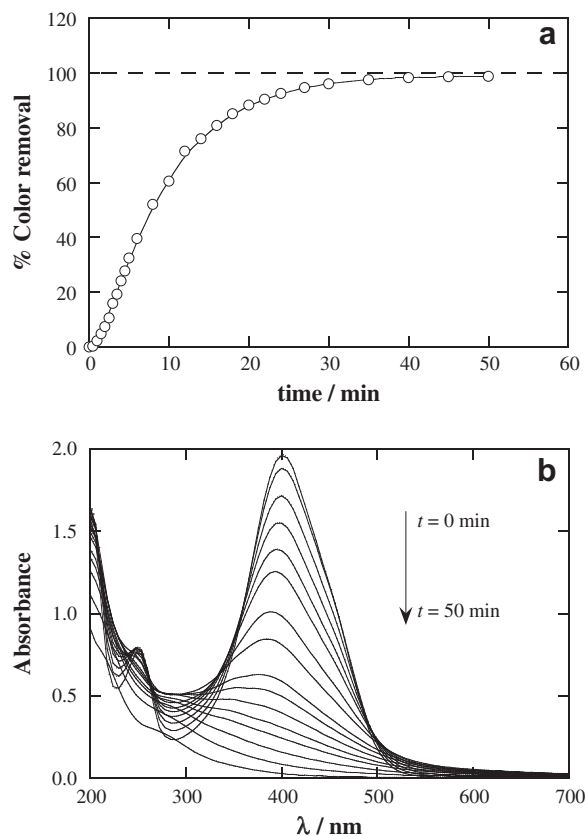 a
120
100
80
60
40
20
0
% Color removal
0 10 20 30 40 50 60
time / min
b
2.0
1.5
1.0
0.5
0.0
Absorbance
t = 0 min
t = 50 min
200 300 400 500 600 700
λ / nm